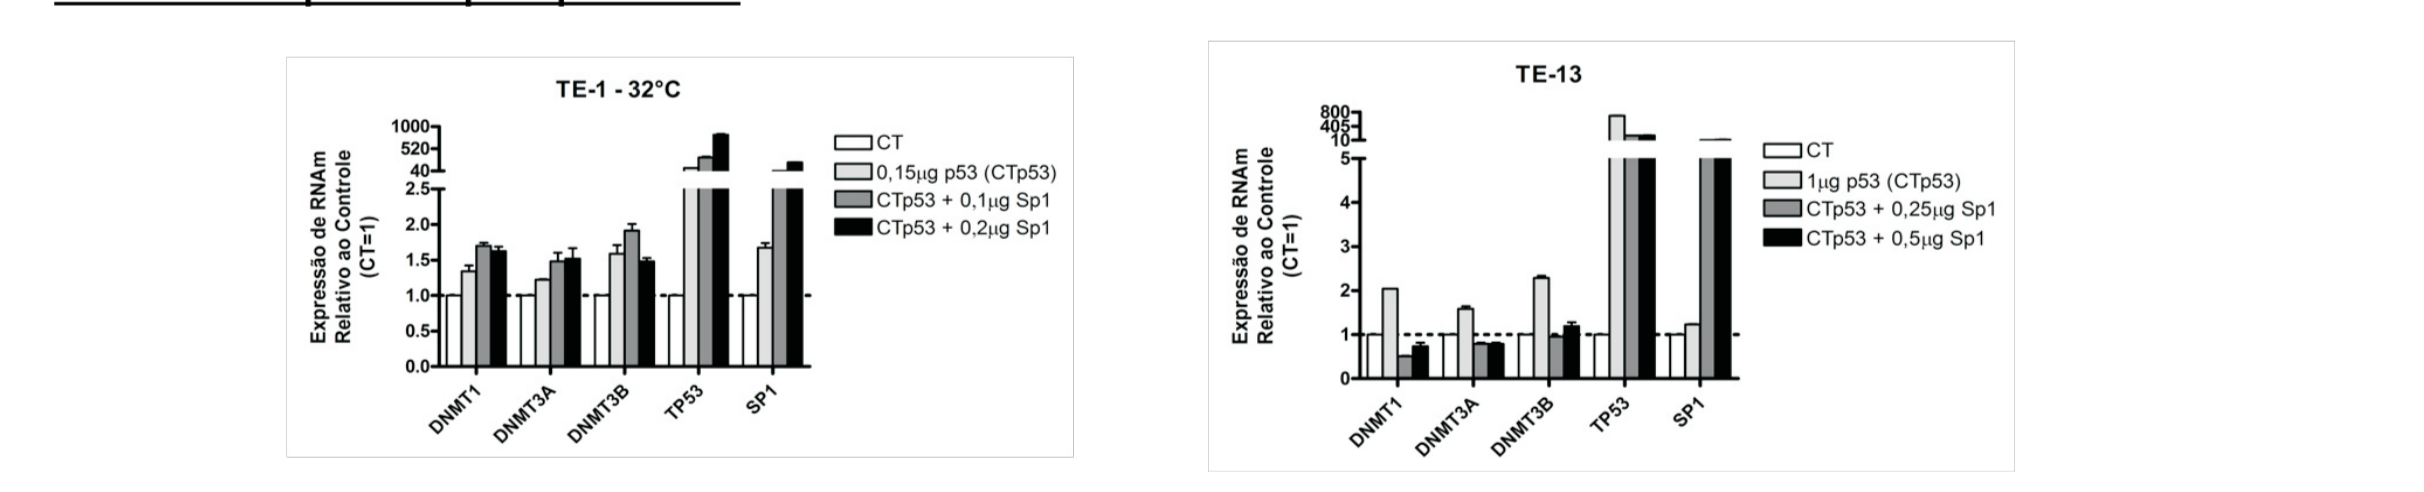 TE-1 - 32°C
Expressão de RNAm
Relativo ao Controle
(CT=1)
1000
520
40
2.5
2.0
1.5
1.0
0.5
0.0
DNMT1
DNMT3A
DNMT3B
TP53
SP1
CT
0,15µg p53 (CTp53)
CTp53 + 0,1µg Sp1
CTp53 + 0,2µg Sp1
TE-13
Expressão de RNAm
Relativo ao Controle
(CT=1)
800
405
10
5
4
3
2
1
0
DNMT1
DNMT3A
DNMT3B
TP53
SP1
CT
1µg p53 (CTp53)
CTp53 + 0,25µg Sp1
CTp53 + 0,5µg Sp1